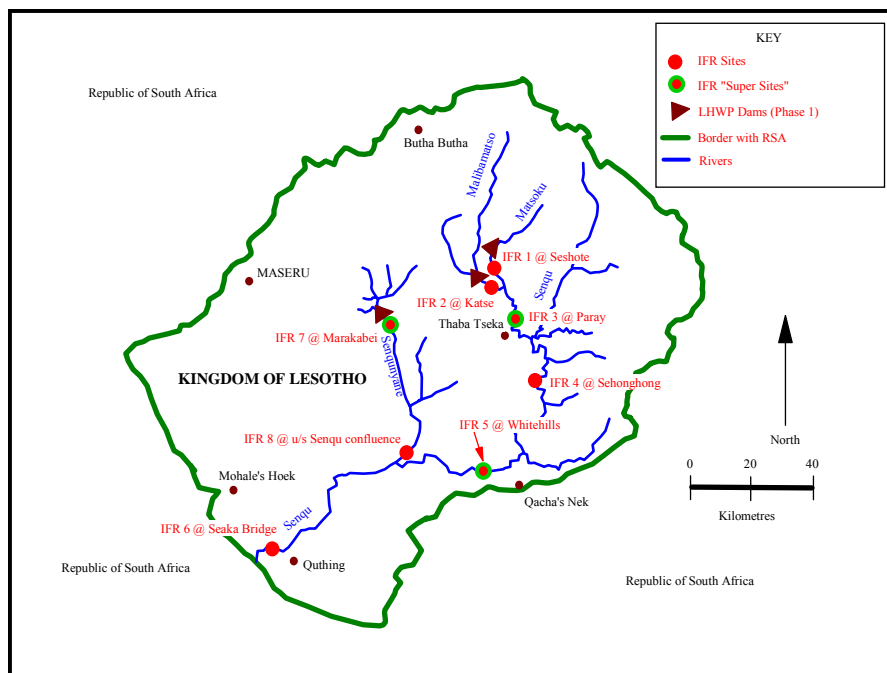 KEY
IFR Sites
IFR "Super Sites"
LHWP Dams (Phase 1)
Border with RSA
Rivers
Republic of South Africa
Butha Butha
Malibamatso
Matsoku
IFR 1 @ Seshote
MASERU
Senqu
IFR 2 @ Katse
IFR 3 @ Paray
Thaba Tseka
IFR 7 @ Marakabei
Senqunyane
KINGDOM OF LESOTHO
IFR 4 @ Sehonghong
IFR 5 @ Whitehills
IFR 8 @ u/s Senqu confluence
North
Mohale's Hoek
Qacha's Nek
0 20 40
Kilometres
Senqu
IFR 6 @ Seaka Bridge
Quthing
Republic of South Africa
Republic of South Africa